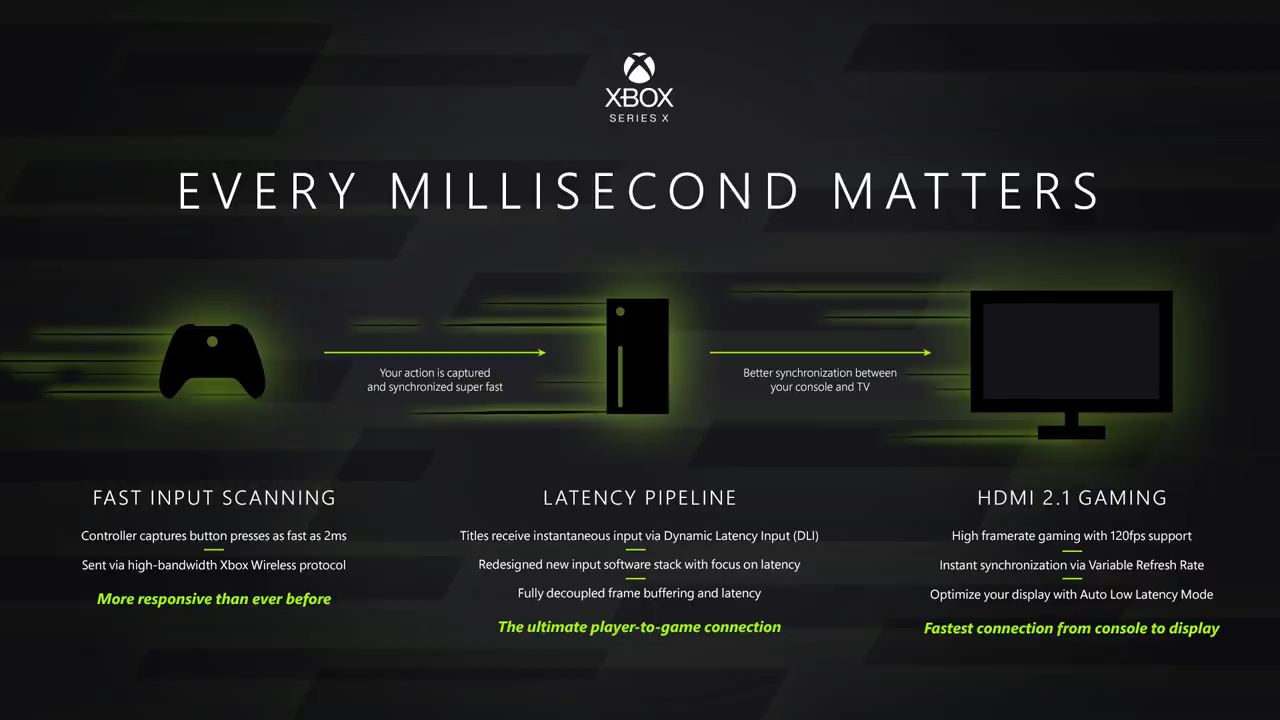 XBOX
SERIES X
EVERY MILLISECOND MATTERS
Your action is captured
and synchronized super fast
Better synchronization between
your console and TV
FAST INPUT SCANNING
Controller captures button presses as fast as 2ms
Sent via high-bandwidth Xbox Wireless protocol
More responsive than ever before
LATENCY PIPELINE
Titles receive instantaneous input via Dynamic Latency Input (DLI)
Redesigned new input software stack with focus on latency
Fully decoupled frame buffering and latency
The ultimate player-to-game connection
HDMI 2.1 GAMING
High framerate gaming with 120fps support
Instant synchronization via Variable Refresh Rate
Optimize your display with Auto Low Latency Mode
Fastest connection from console to display